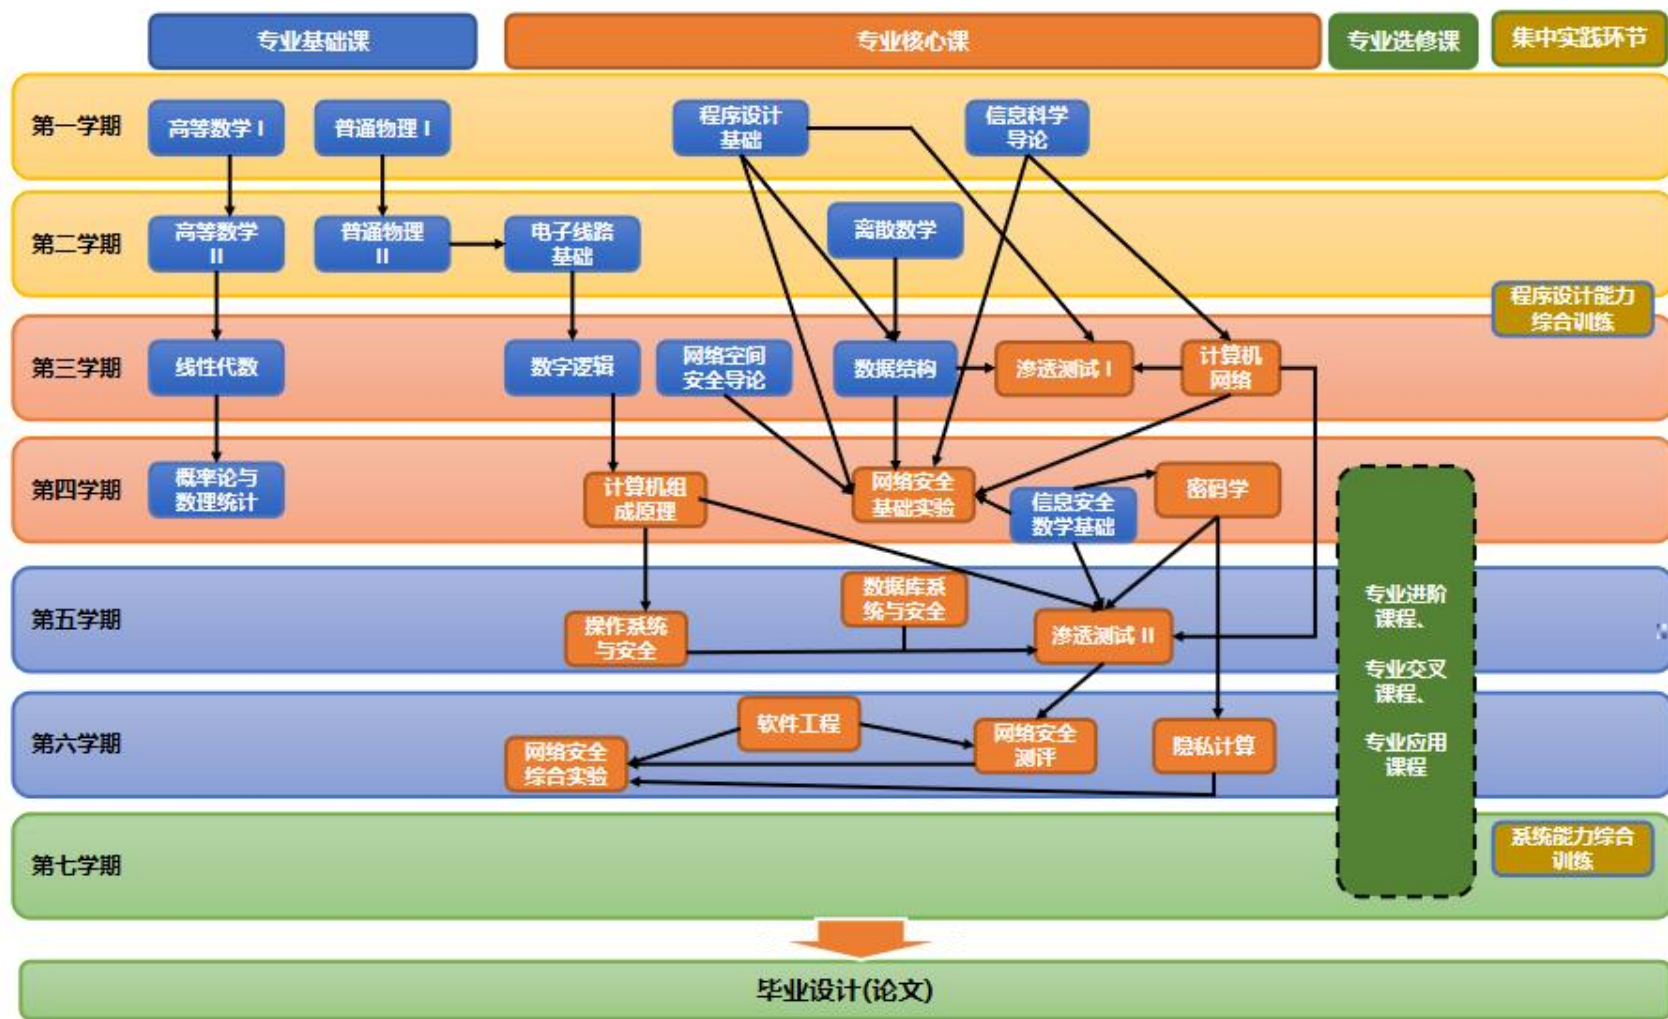 专业基础课
专业核心课
专业选修课
集中实践环节
第一学期
高等数学 I
普通物理 I
程序设计
基础
信息科学
导论
第二学期
高等数学
II
普通物理
II
电子线路
基础
离散数学
程序设计能力
综合训练
第三学期
线性代数
数字逻辑
网络空间
安全导论
数据结构
渗透测试 I
计算机
网络
第四学期
概率论与
数理统计
计算机组
成原理
网络安全
基础实验
信息安全
数学基础
密码学
第五学期
操作系统
与安全
数据库系
统与安全
渗透测试 II
专业进阶
课程、
专业交叉
课程、
专业应用
课程
第六学期
网络安全
综合实验
软件工程
网络安全
测评
隐私计算
第七学期
系统能力综合
训练
毕业设计(论文)